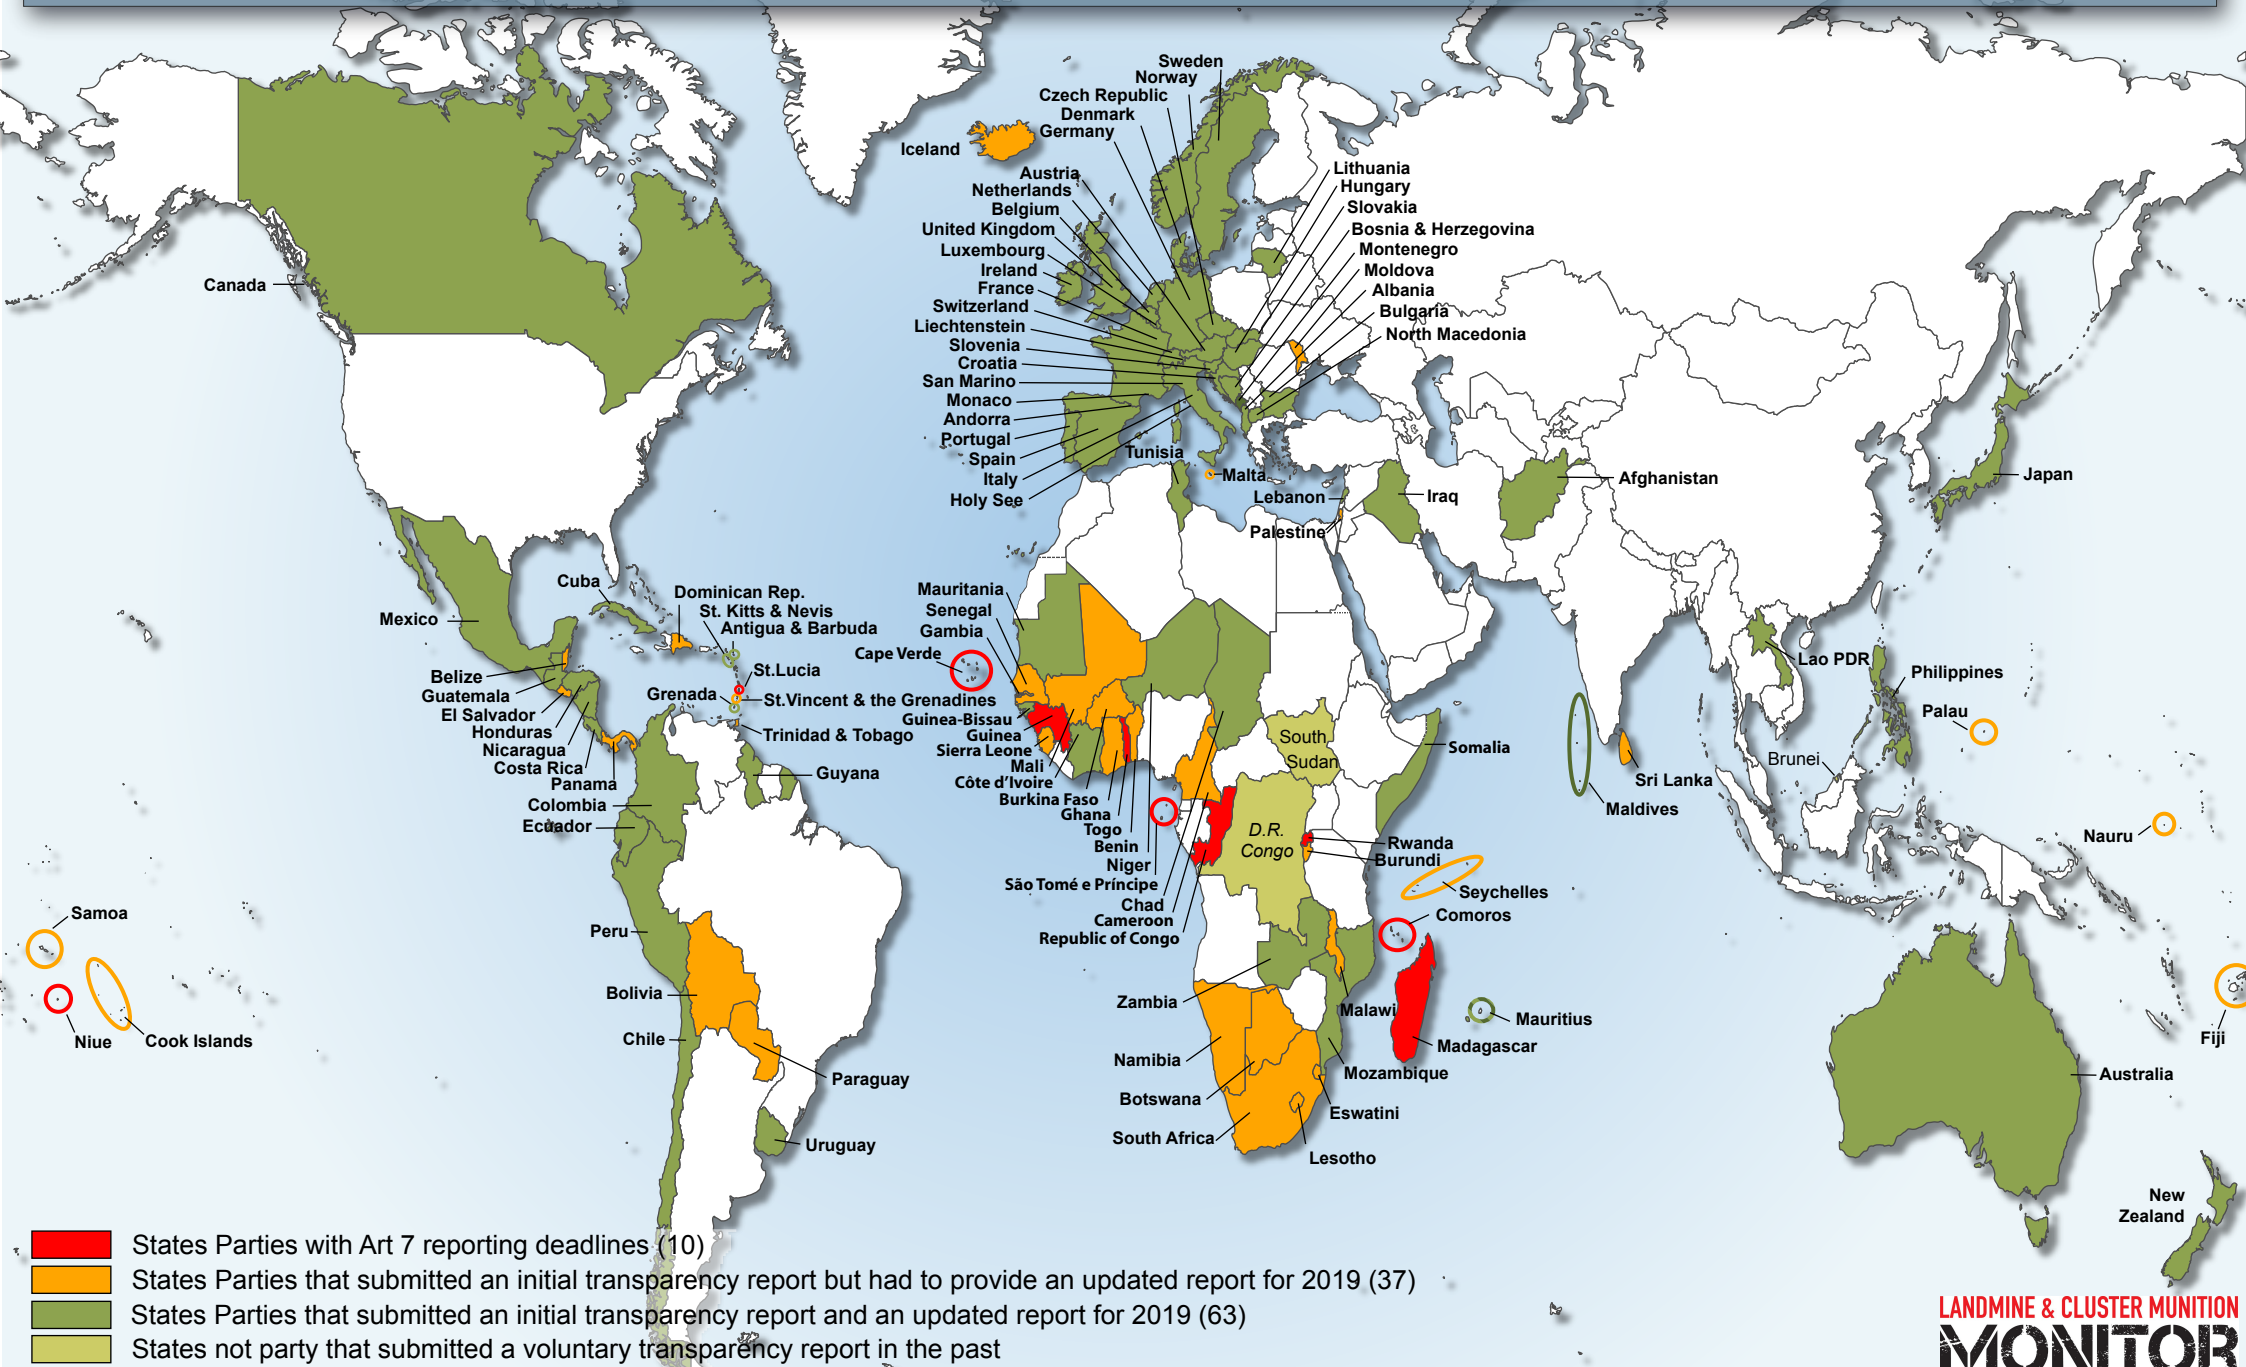 Sweden
Norway
Czech Republic
Denmark
Germany
Iceland
Austria
Netherlands
Belgium
United Kingdom
Luxembourg
Ireland
France
Switzerland
Liechtenstein
Slovenia
Croatia
San Marino
Monaco
Andorra
Portugal
Spain
Italy
Holy See
Lithuania
Hungary
Slovakia
Bosnia & Herzegovina
Montenegro
Moldova
Albania
Bulgaria
North Macedonia
Tunisia
Malta
Lebanon
Palestine
Iraq
Afghanistan
Japan
Canada
Mexico
Cuba
Dominican Rep.
St. Kitts & Nevis
Antigua & Barbuda
St.Lucia
Grenada
St.Vincent & the Grenadines
Trinidad & Tobago
Belize
Guatemala
El Salvador
Honduras
Nicaragua
Costa Rica
Panama
Colombia
Ecuador
Guyana
Peru
Bolivia
Chile
Paraguay
Uruguay
Samoa
Niue
Cook Islands
Mauritania
Senegal
Gambia
Cape Verde
Guinea-Bissau
Guinea
Sierra Leone
Mali
Côte d'Ivoire
Burkina Faso
Ghana
Togo
Benin
Niger
São Tomé e Príncipe
Chad
Cameroon
Republic of Congo
South
Sudan
D.R.
Congo
Somalia
Rwanda
Burundi
Seychelles
Comoros
Zambia
Malawi
Mauritius
Madagascar
Mozambique
Namibia
Botswana
South Africa
Eswatini
Lesotho
Maldives
Sri Lanka
Lao PDR
Philippines
Palau
Brunei
Nauru
Fiji
Australia
New
Zealand
States Parties with Art 7 reporting deadlines (10)
States Parties that submitted an initial transparency report but had to provide an updated report for 2019 (37)
States Parties that submitted an initial transparency report and an updated report for 2019 (63)
States not party that submitted a voluntary transparency report in the past
LANDMINE & CLUSTER MUNITION
MONITOR